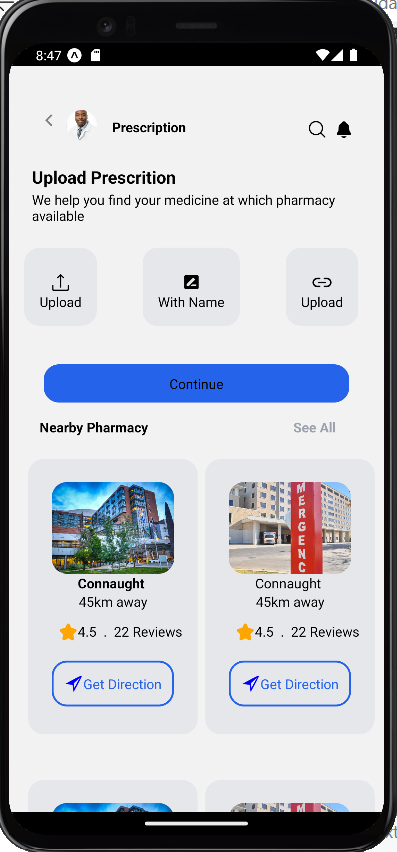 8:47
Prescription
Upload Prescrition
We help you find your medicine at which pharmacy
available
Upload
With Name
Upload
Continue
Nearby Pharmacy
See All
MERGENC
Connaught
45km away
4.5 . 22 Reviews
Get Direction
Connaught
45km away
4.5 . 22 Reviews
Get Direction